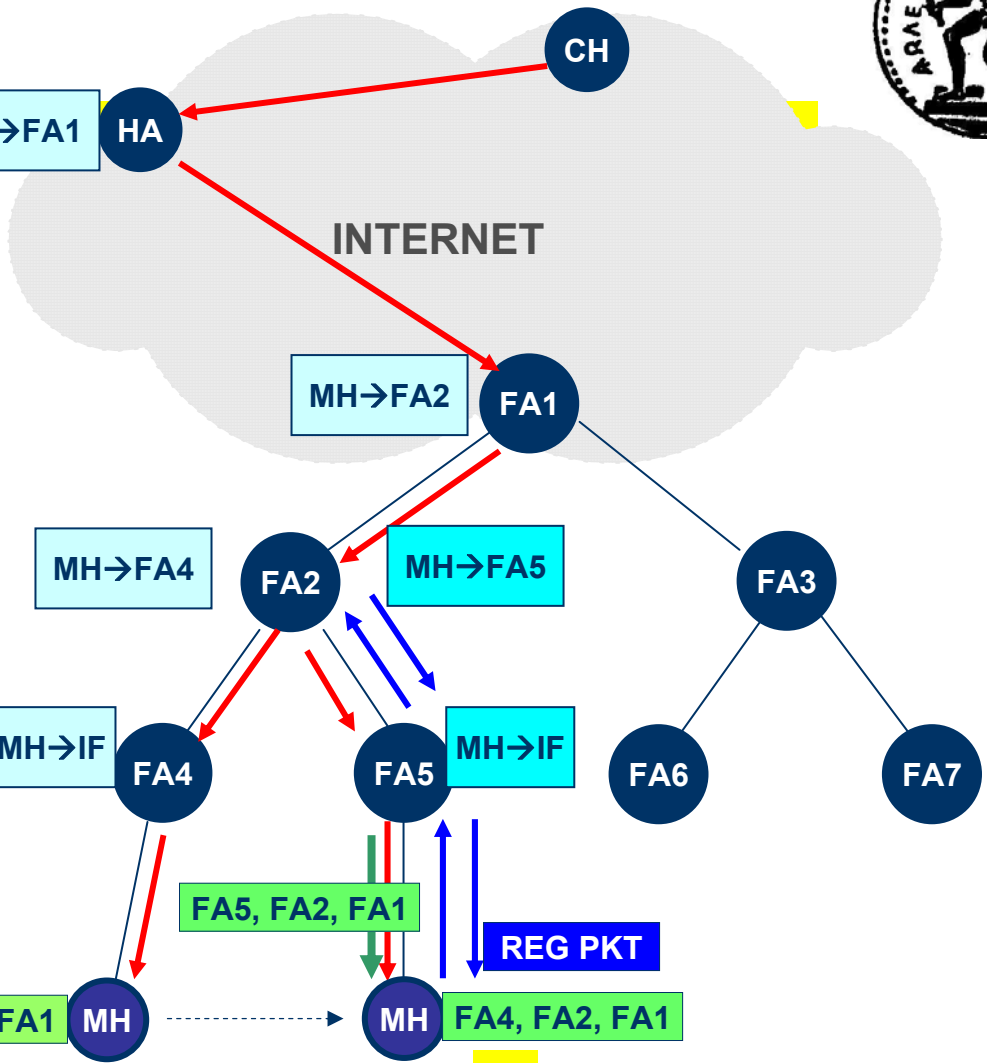 CH
→FA1
HA
INTERNET
MH→FA2
FA1
MH→FA4
FA2
MH→FA5
FA3
MH→IF
FA4
FA5
MH→IF
FA6
FA7
FA5, FA2, FA1
REG PKT
FA1
MH
MH
FA4, FA2, FA1